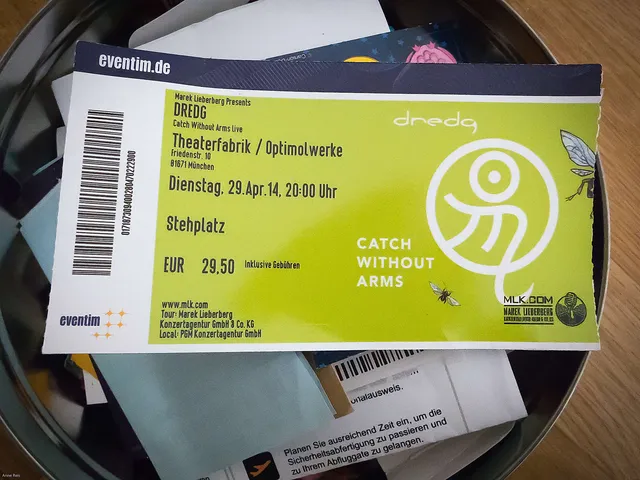 eventim.de
Marek Lieberberg Presents
DREDG
Catch Without Arms live
Theaterfabrik / Optimolwerke
Friedenstr. 10
81671 München
Dienstag, 29.Apr.14, 20:00 Uhr
Stehplatz
EUR 29.50 Inklusive Gebühren
www.mlk.com
Tour: Marek Lieberberg
Konzertagentur GmbH & Co. KG
Local: PGM Konzertagentur GmbH
eventim
dredg
CATCH
WITHOUT
ARMS
MLK.COM
MAREK LIEBERBERG
onalausweis.
Planen Sie ausreichend Zeit ein, um die
Sicherheitsabfertigung zu passieren und
zu Ihrem Abfluggate zu gelangen.